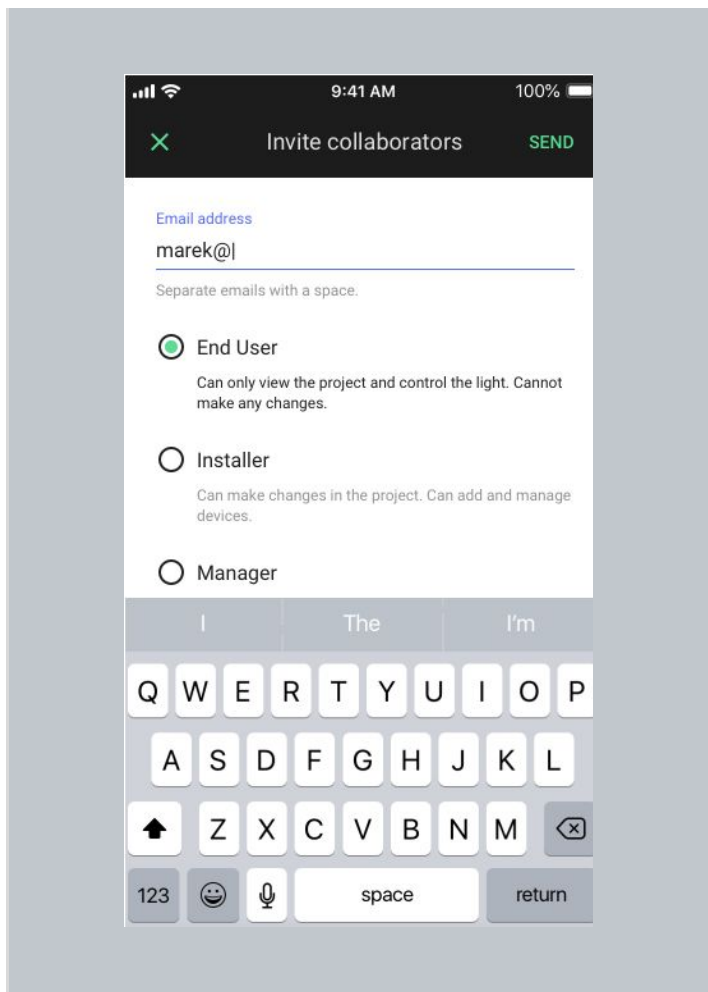 9:41 AM 100%
Invite collaborators SEND
Email address
marek@
Separate emails with a space.
End User
Can only view the project and control the light. Cannot
make any changes.
Installer
Can make changes in the project. Can add and manage
devices.
Manager
I The I'm
Q W E R T Y U I O P
A S D F G H J K L
Z X C V B N M
123 space return